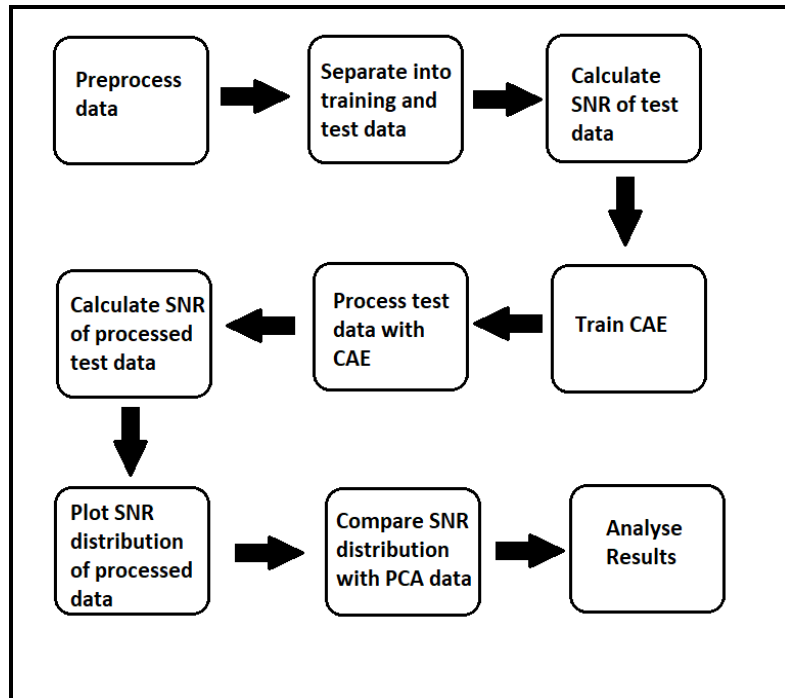 Preprocess
data
Separate into
training and
test data
Calculate
SNR of test
data
Train CAE
Process test
data with
CAE
Calculate SNR
of processed
test data
Plot SNR
distribution
of processed
data
Compare SNR
distribution
with PCA data
Analyse
Results